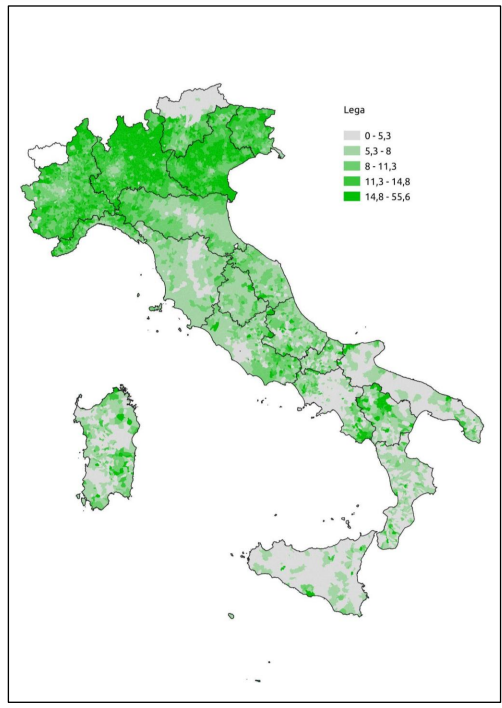 Lega
0 - 5,3
5,3 - 8
8 - 11,3
11,3 - 14,8
14,8 - 55,6